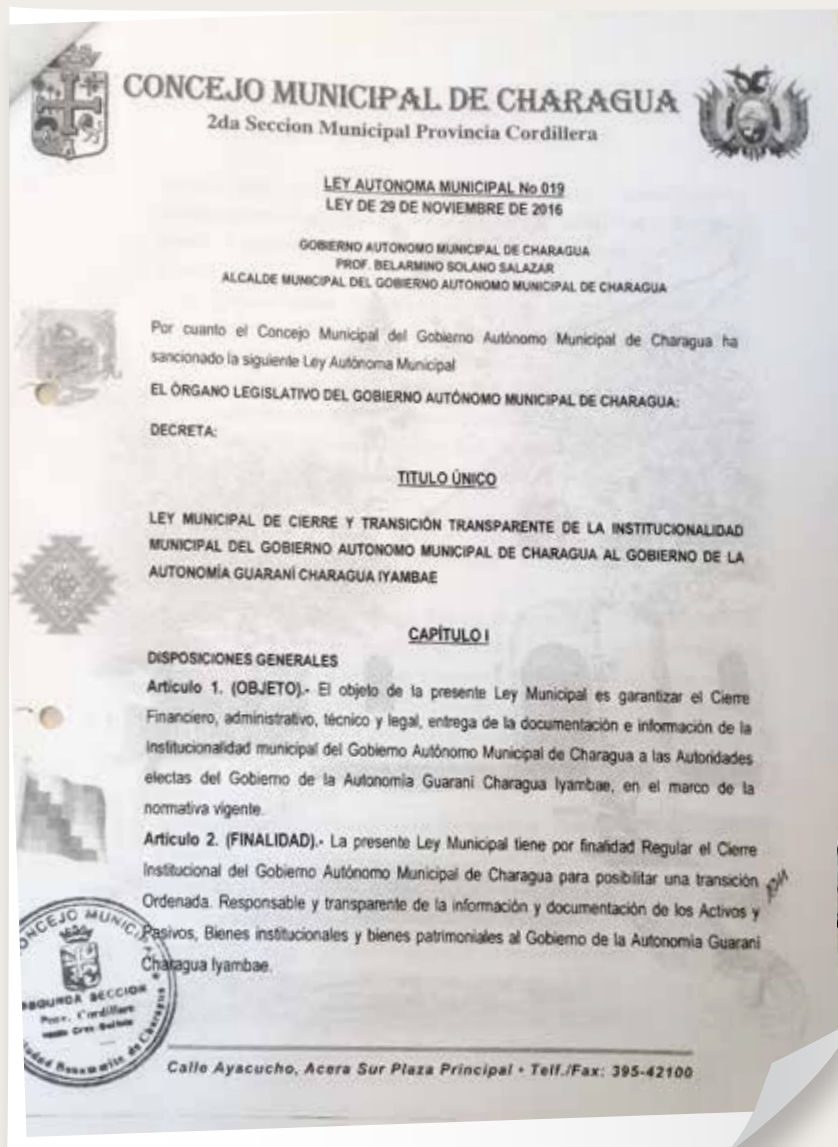 CONCEJO MUNICIPAL DE CHARAGUA
2da Seccion Municipal Provincia Cordillera
LEY AUTONOMA MUNICIPAL No 019
LEY DE 29 DE NOVIEMBRE DE 2016
GOBIERNO AUTONOMO MUNICIPAL DE CHARAGUA
PROF. BELARMINO SOLANO SALAZAR
ALCALDE MUNICIPAL DEL GOBIERNO AUTONOMO MUNICIPAL DE CHARAGUA
Por cuanto el Concejo Municipal del Gobierno Autónomo Municipal de Charagua ha
sancionado la siguiente Ley Autónoma Municipal
EL ÓRGANO LEGISLATIVO DEL GOBIERNO AUTÓNOMO MUNICIPAL DE CHARAGUA:
DECRETA:
TITULO ÚNICO
LEY MUNICIPAL DE CIERRE Y TRANSICIÓN TRANSPARENTE DE LA INSTITUCIONALIDAD
MUNICIPAL DEL GOBIERNO AUTONOMO MUNICIPAL DE CHARAGUA AL GOBIERNO DE LA
AUTONOMÍA GUARANÍ CHARAGUA IYAMBAE
CAPÍTULO I
DISPOSICIONES GENERALES
Articulo 1. (OBJETO).- El objeto de la presente Ley Municipal es garantizar el Cierre
Financiero, administrativo, técnico y legal, entrega de la documentación e información de la
Institucionalidad municipal del Gobierno Autónomo Municipal de Charagua a las Autoridades
electas del Gobierno de la Autonomía Guaraní Charagua Iyambae, en el marco de la
normativa vigente.
Articulo 2. (FINALIDAD).- La presente Ley Municipal tiene por finalidad Regular el Cierre
Institucional del Gobierno Autónomo Municipal de Charagua para posibilitar una transición
Ordenada. Responsable y transparente de la información y documentación de los Activos y
Pasivos, Bienes institucionales y bienes patrimoniales al Gobierno de la Autonomía Guaraní
Charagua Iyambae.
CONCEJO MUNICIPAL
SEGUNDA SECCION
Prov. Cordillera
Santa Cruz Bolivia
de Charagua
Calle Ayacucho, Acera Sur Plaza Principal • Telf./Fax: 395-42100